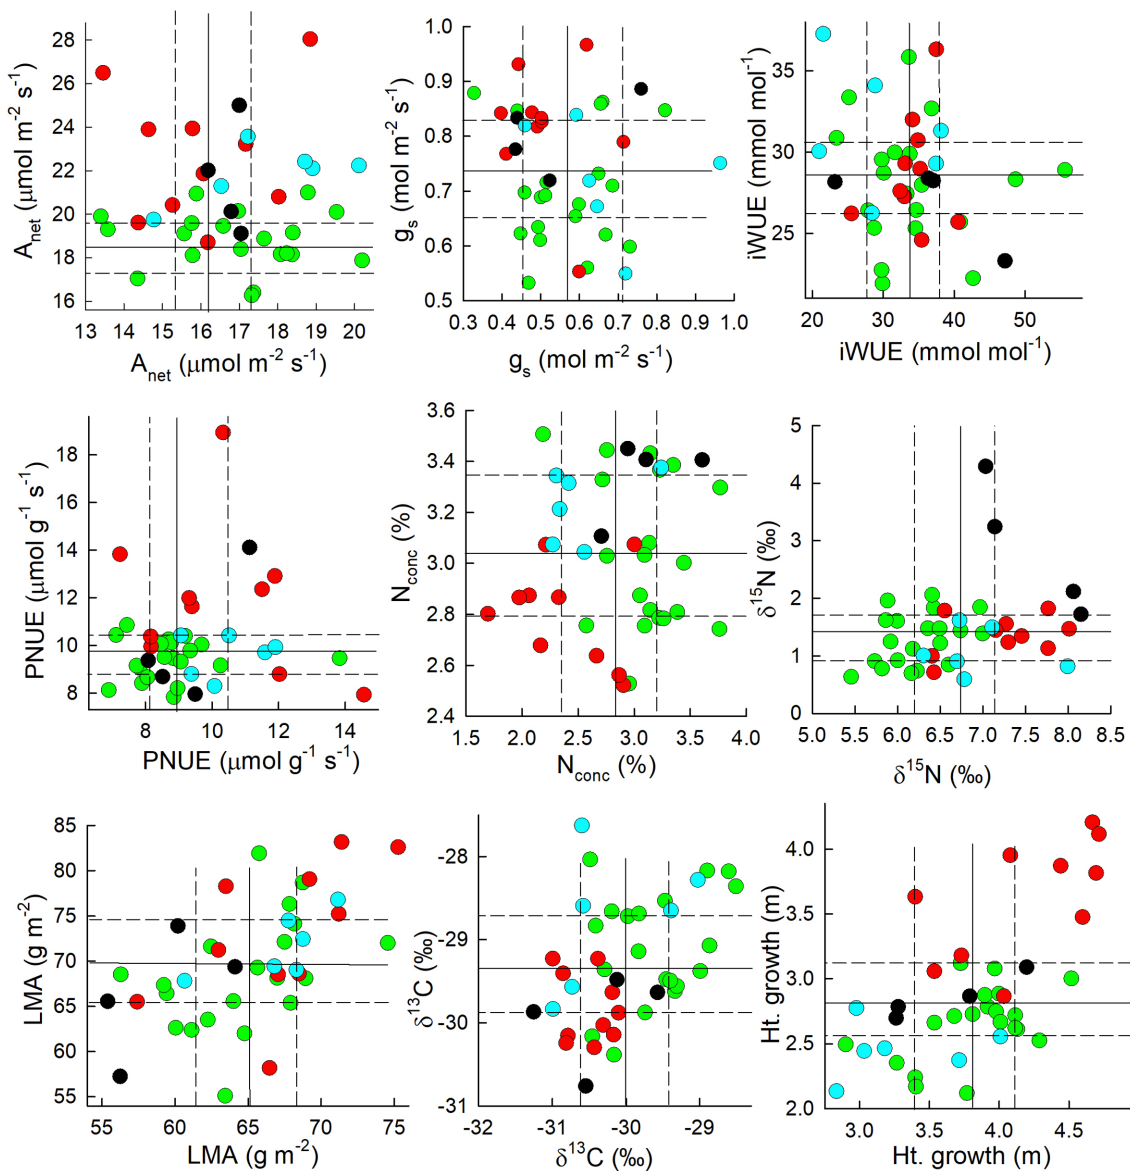 A_net (μmol m⁻² s⁻¹)
28
26
24
22
20
18
16
13 14 15 16 17 18 19 20
A_net (μmol m⁻² s⁻¹)
g_s (mol m⁻² s⁻¹)
1.0
0.9
0.8
0.7
0.6
0.5
0.3 0.4 0.5 0.6 0.7 0.8 0.9 1.0
g_s (mol m⁻² s⁻¹)
iWUE (mmol mol⁻¹)
35
30
25
20 30 40 50
iWUE (mmol mol⁻¹)
PNUE (μmol g⁻¹ s⁻¹)
18
16
14
12
10
8
8 10 12 14
PNUE (μmol g⁻¹ s⁻¹)
N_conc (%)
3.6
3.4
3.2
3.0
2.8
2.6
2.4
1.5 2.0 2.5 3.0 3.5 4.0
N_conc (%)
δ¹⁵N (‰)
5
4
3
2
1
0
5.0 5.5 6.0 6.5 7.0 7.5 8.0 8.5
δ¹⁵N (‰)
LMA (g m⁻²)
85
80
75
70
65
60
55
55 60 65 70 75
LMA (g m⁻²)
δ¹³C (‰)
-28
-29
-30
-31
-32 -31 -30 -29
δ¹³C (‰)
Ht. growth (m)
4.0
3.5
3.0
2.5
2.0
3.0 3.5 4.0 4.5
Ht. growth (m)